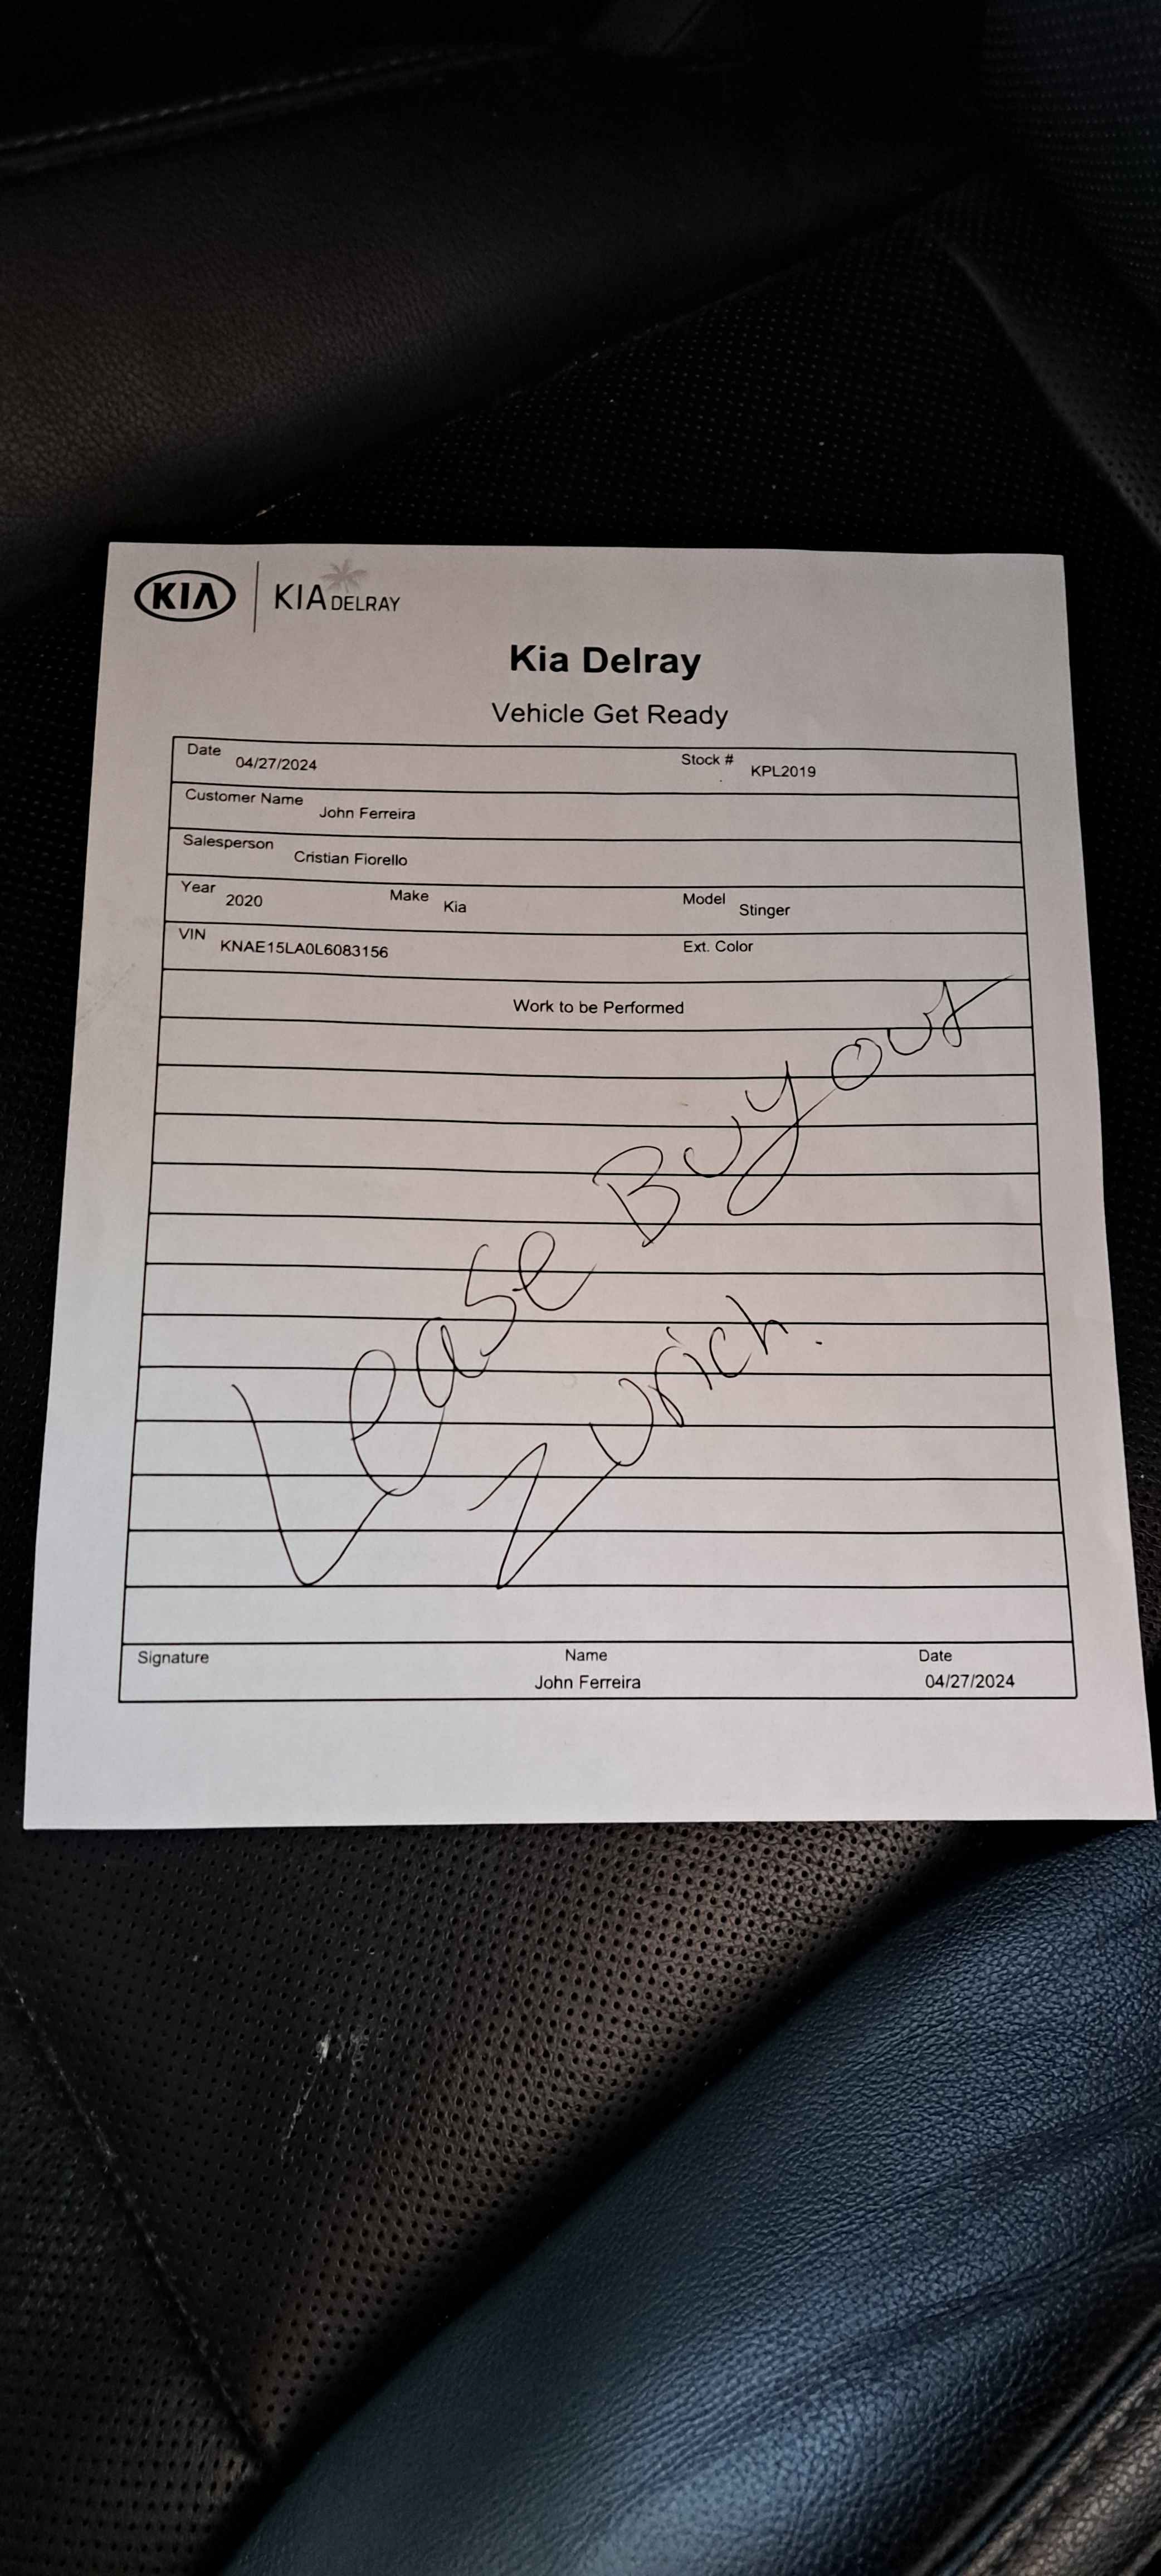 KIA KIA DELRAY
Kia Delray
Vehicle Get Ready
Date 04/27/2024 Stock # KPL2019
Customer Name John Ferreira
Salesperson Cristian Fiorello
Year 2020 Make Kia Model Stinger
VIN KNAE15LA0L6083156 Ext. Color
Work to be Performed
Lease Buyout
Zurich.
Signature Name Date
John Ferreira 04/27/2024